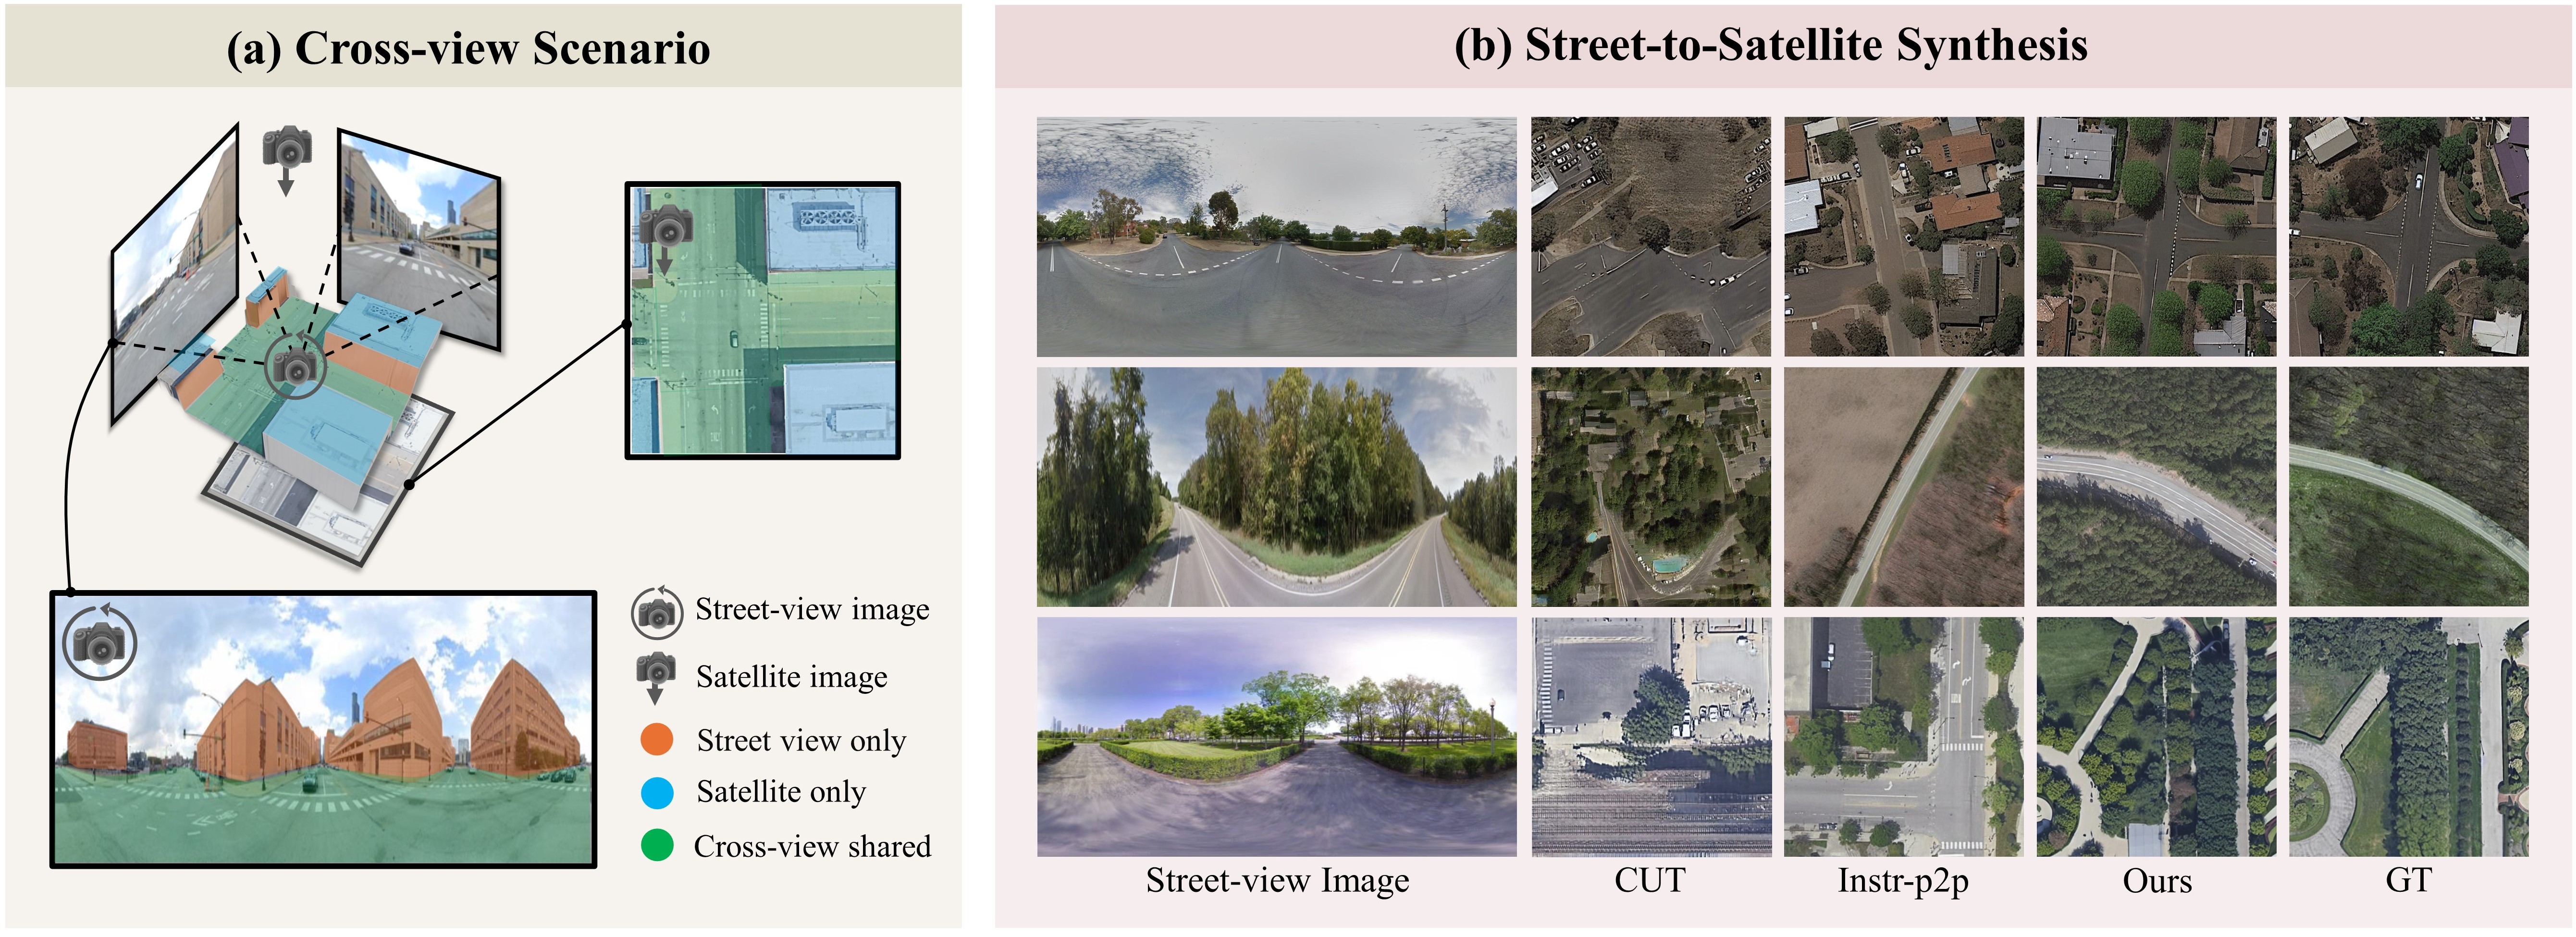 (a) Cross-view Scenario
Street-view image
Satellite image
Street view only
Satellite only
Cross-view shared
(b) Street-to-Satellite Synthesis
Street-view Image
CUT
Instr-p2p
Ours
GT